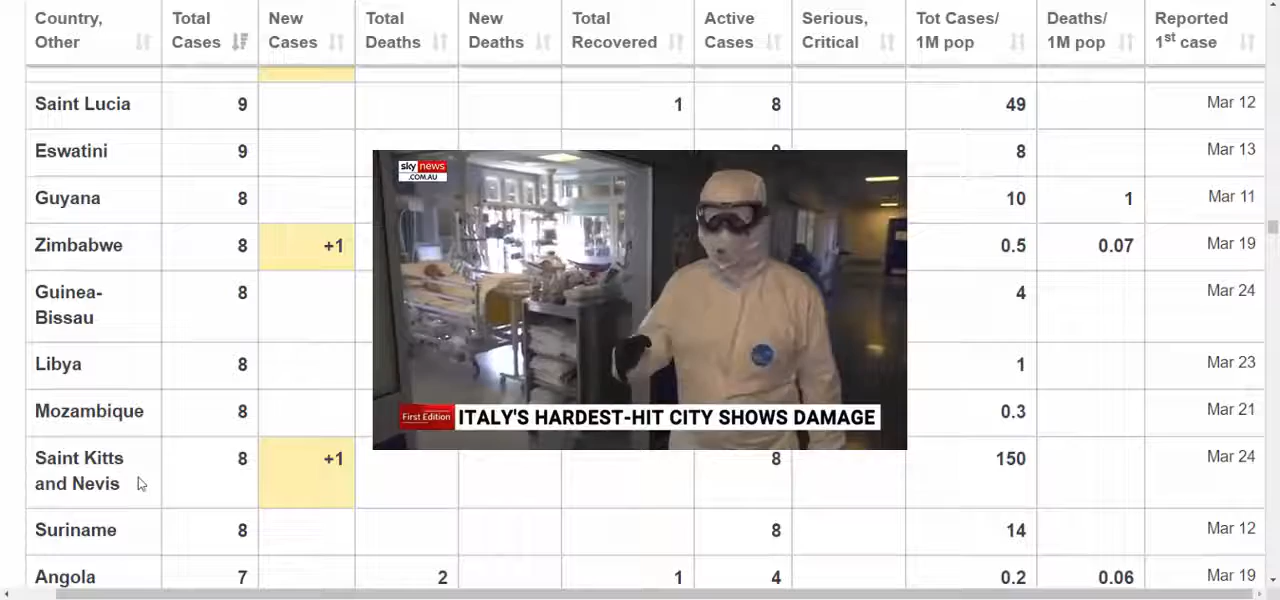 Country, Other Total Cases New Cases Total Deaths New Deaths Total Recovered Active Cases Serious, Critical Tot Cases/ 1M pop Deaths/ 1M pop Reported 1st case
Saint Lucia 9 1 8 49 Mar 12
Eswatini 9 8 Mar 13
Guyana 8 10 1 Mar 11
Zimbabwe 8 +1 0.5 0.07 Mar 19
Guinea-Bissau 8 4 Mar 24
Libya 8 1 Mar 23
Mozambique 8 0.3 Mar 21
Saint Kitts and Nevis 8 +1 8 150 Mar 24
Suriname 8 8 14 Mar 12
Angola 7 2 1 4 0.2 0.06 Mar 19
sky news
.COM.AU
First Edition ITALY'S HARDEST-HIT CITY SHOWS DAMAGE